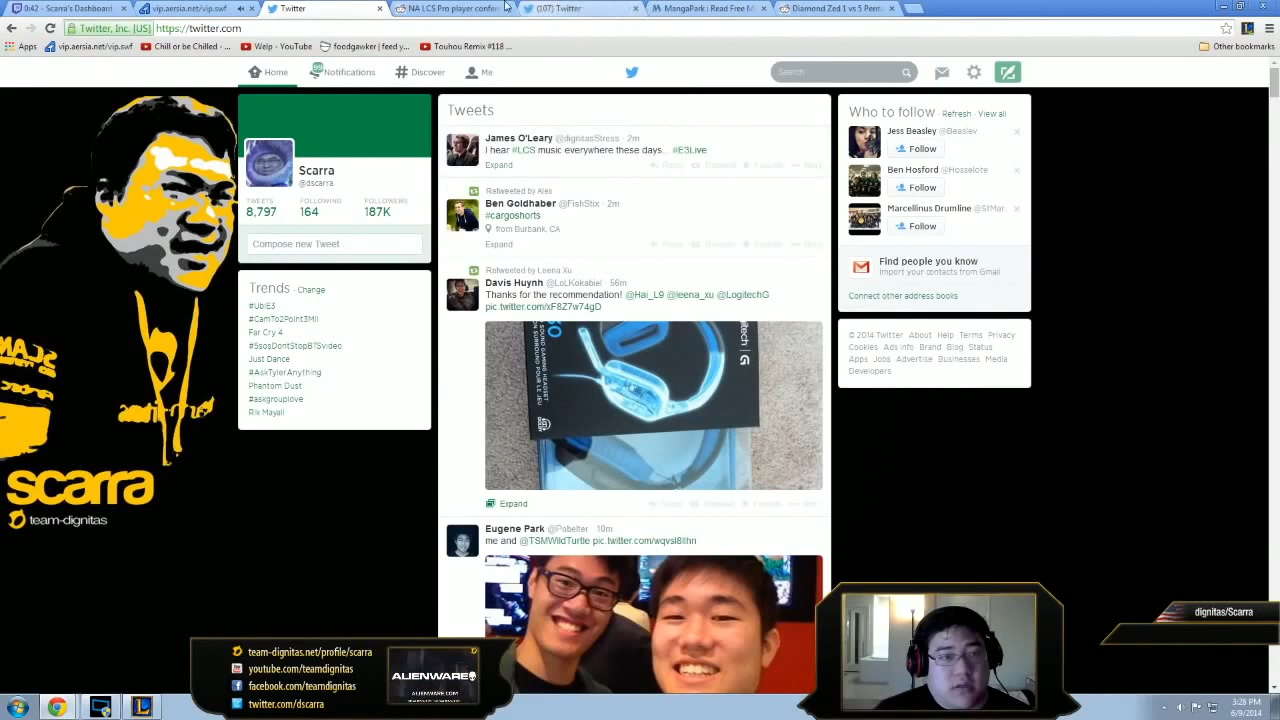 0:42 - Scarra's Dashboard
vip.aersia.net/vip.swf
Twitter
NA LCS Pro player confer
(107) Twitter
MangaPark | Read Free M
Diamond Zed 1 vs 5 Pent
Twitter, Inc. [US] https://twitter.com
Apps
vip.aersia.net/vip.swf
Chill or be Chilled -
Welp - YouTube
foodgawker | feed y...
Touhou Remix #118 ...
Other bookmarks
Home
99
Notifications
Discover
Me
Search
Scarra
@dscarra
TWEETS
FOLLOWING
FOLLOWERS
8,797
164
187K
Compose new Tweet
Trends · Change
#UbiE3
#CamTo2Point3Mil
Far Cry 4
#5sosDontStopBTSvideo
Just Dance
#AskTylerAnything
Phantom Dust
#askgrouplove
Rik Mayall
Tweets
James O'Leary @dignitasStress · 2m
I hear #LCS music everywhere these days... #E3Live
Expand
Retweeted by Alex
Ben Goldhaber @FishStix · 2m
#cargoshorts
from Burbank, CA
Expand
Retweeted by Leena Xu
Davis Huynh @LoLKokabiel · 56m
Thanks for the recommendation! @Hai_L9 @leena_xu @LogitechG
pic.twitter.com/xF8Z7w74gD
Expand
Eugene Park @Pobelter · 10m
me and @TSMWildTurtle pic.twitter.com/wqvsl8IIhn
Who to follow · Refresh · View all
Jess Beasley @Beasley
Follow
Ben Hosford @Hosselote
Follow
Marcellinus Drumline @StMar
Follow
Find people you know
Import your contacts from Gmail
Connect other address books
© 2014 Twitter About Help Terms Privacy
Cookies Ads info Brand Blog Status
Apps Jobs Advertise Businesses Media
Developers
scarra
team-dignitas
team-dignitas.net/profile/scarra
youtube.com/teamdignitas
facebook.com/teamdignitas
twitter.com/dscarra
ALIENWARE
ALIENWARE.COM
dignitas/Scarra
3:28 PM
6/9/2014